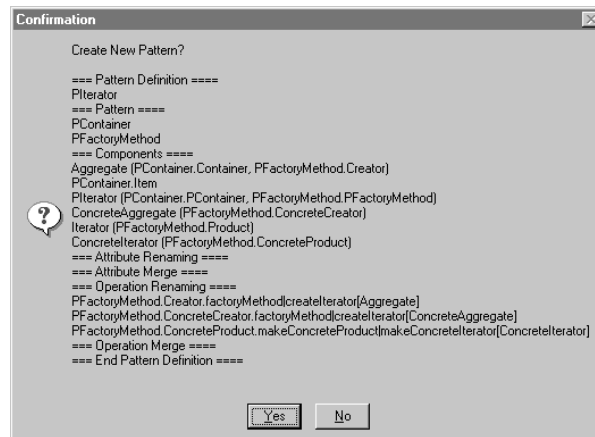 Confirmation
Create New Pattern?
=== Pattern Definition ====
PIterator
=== Pattern ====
PContainer
PFactoryMethod
=== Components ====
Aggregate (PContainer.Container, PFactoryMethod.Creator)
PContainer.Item
PIterator (PContainer.PContainer, PFactoryMethod.PFactoryMethod)
ConcreteAggregate (PFactoryMethod.ConcreteCreator)
Iterator (PFactoryMethod.Product)
ConcreteIterator (PFactoryMethod.ConcreteProduct)
=== Attribute Renaming ====
=== Attribute Merge ====
=== Operation Renaming ====
PFactoryMethod.Creator.factoryMethod|createIterator[Aggregate]
PFactoryMethod.ConcreteCreator.factoryMethod|createIterator[ConcreteAggregate]
PFactoryMethod.ConcreteProduct.makeConcreteProduct|makeConcreteIterator[ConcreteIterator]
=== Operation Merge ====
=== End Pattern Definition ====
Yes No